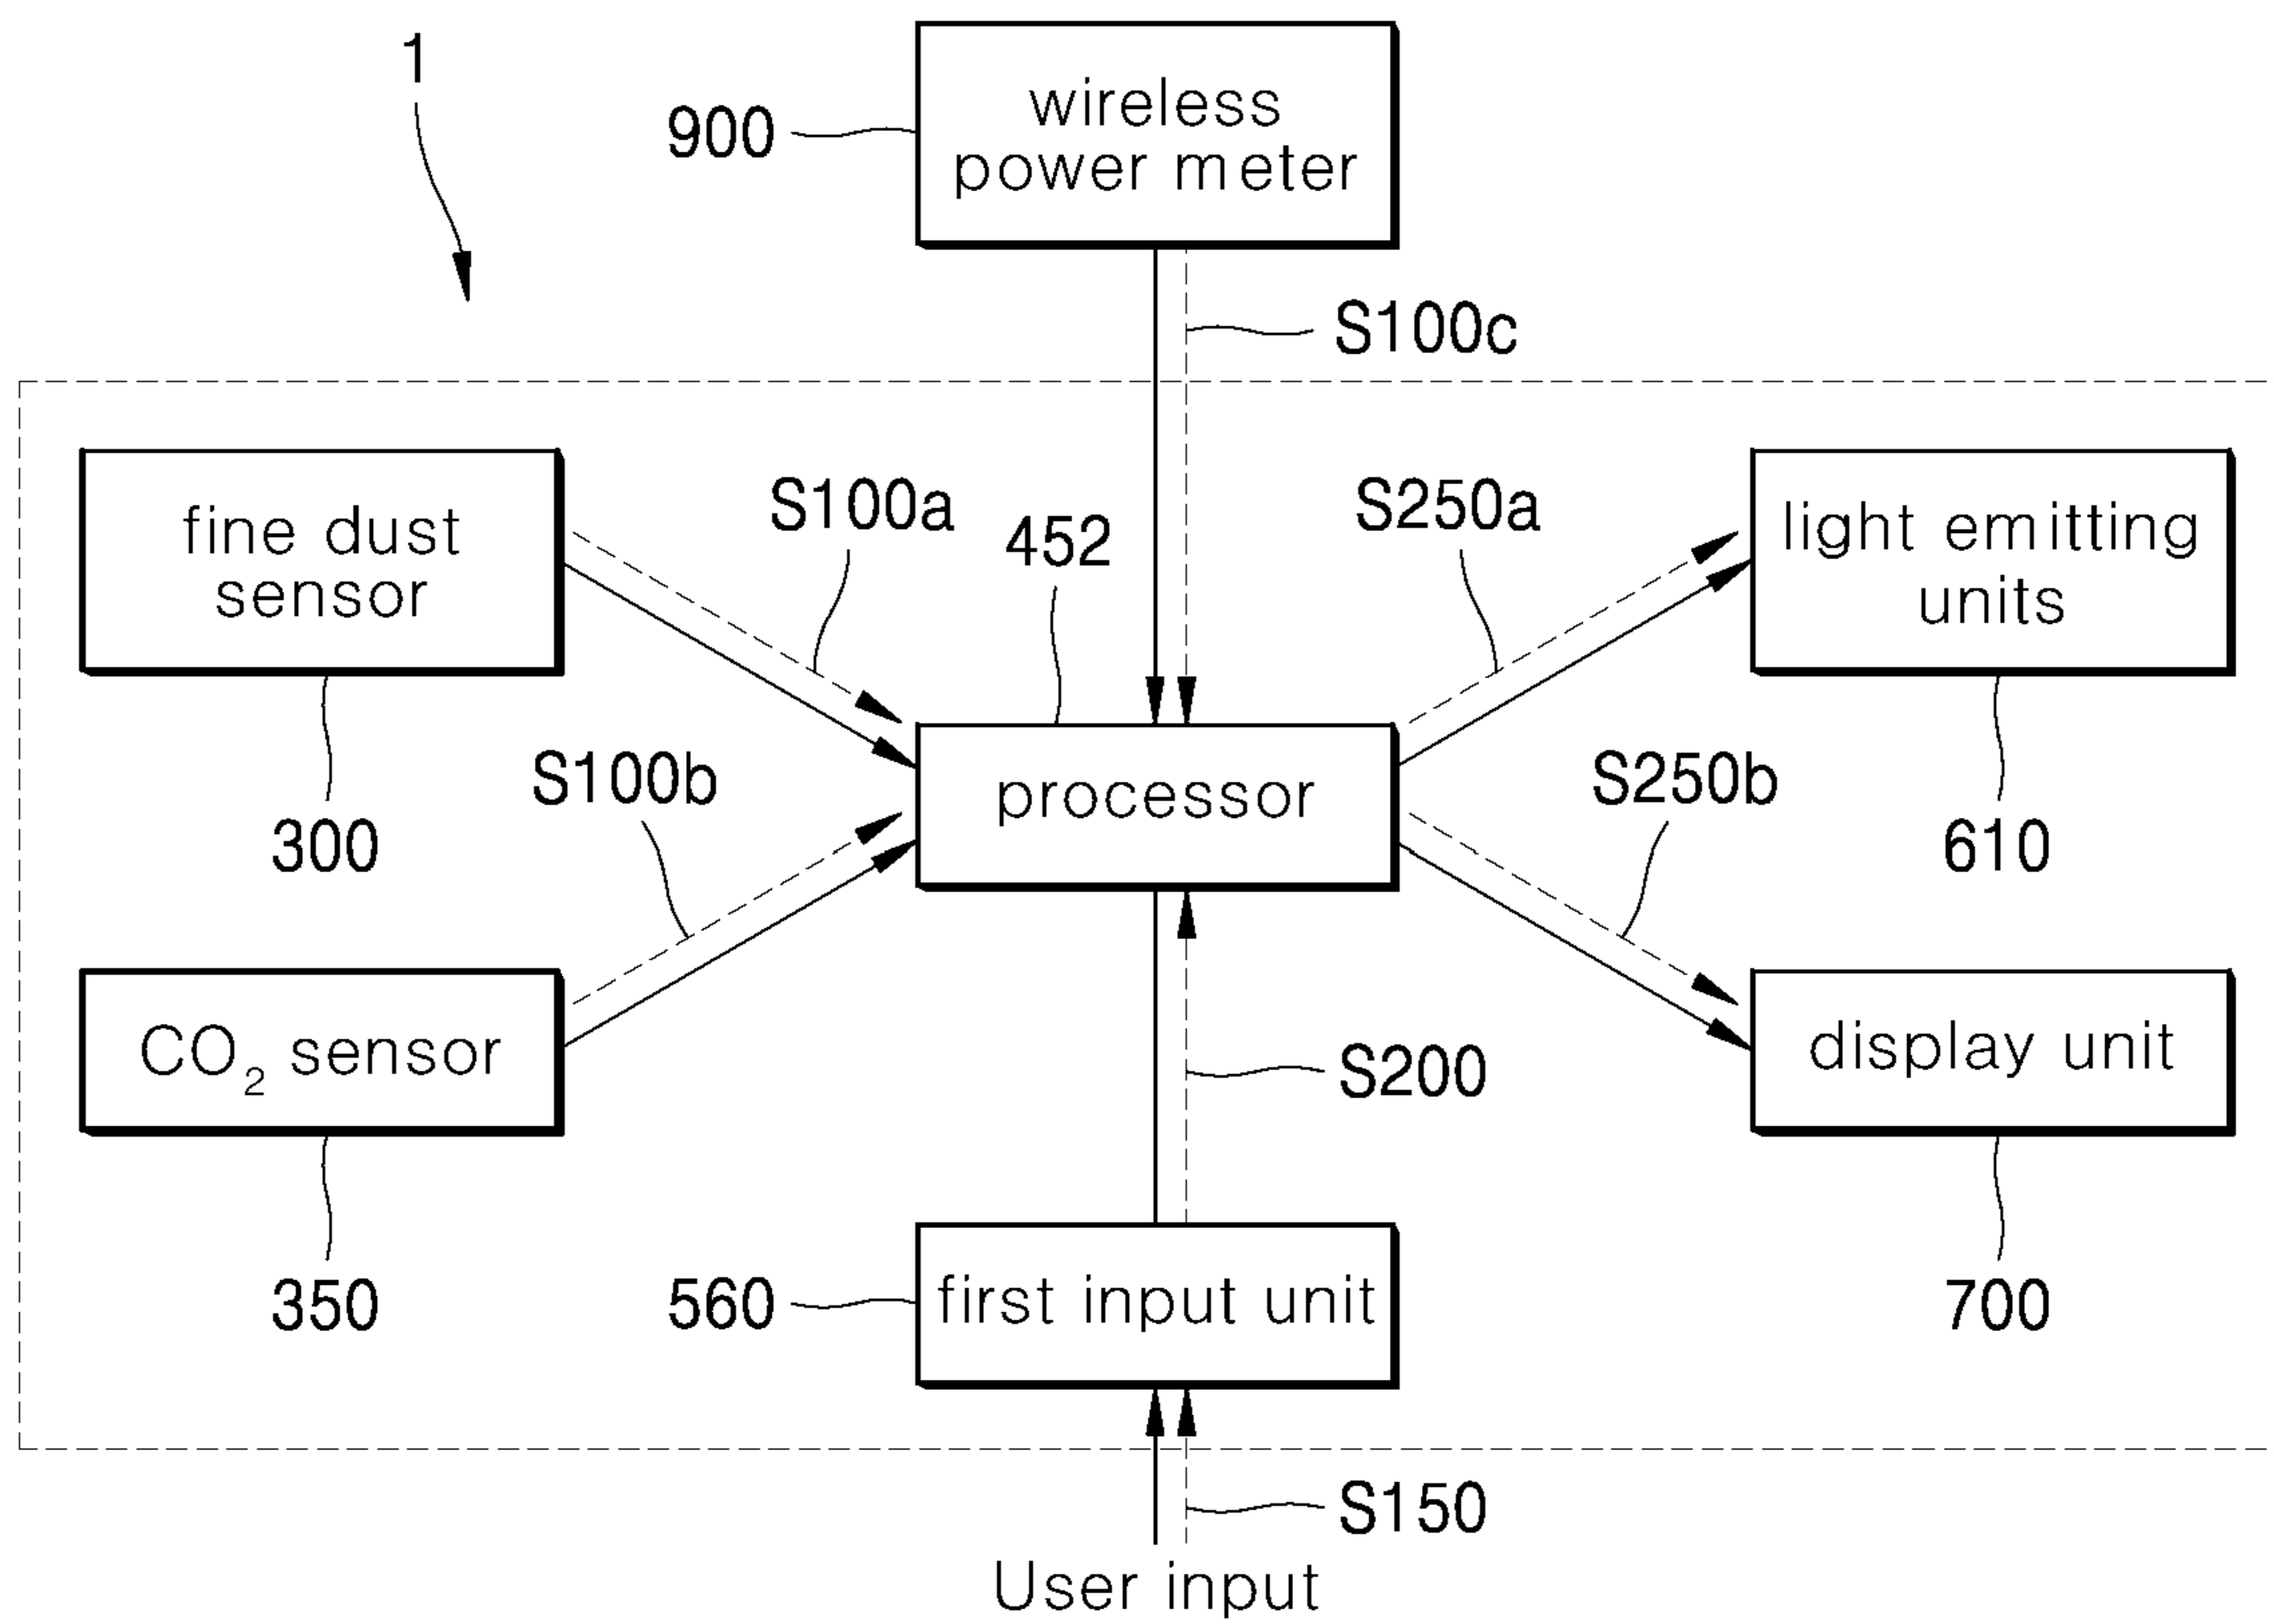 1
900
wireless
power meter
S100c
fine dust
sensor
S100a
452
S250a
light emitting
units
300
S100b
processor
S250b
610
CO₂ sensor
S200
display unit
350
560
first input unit
700
S150
User input